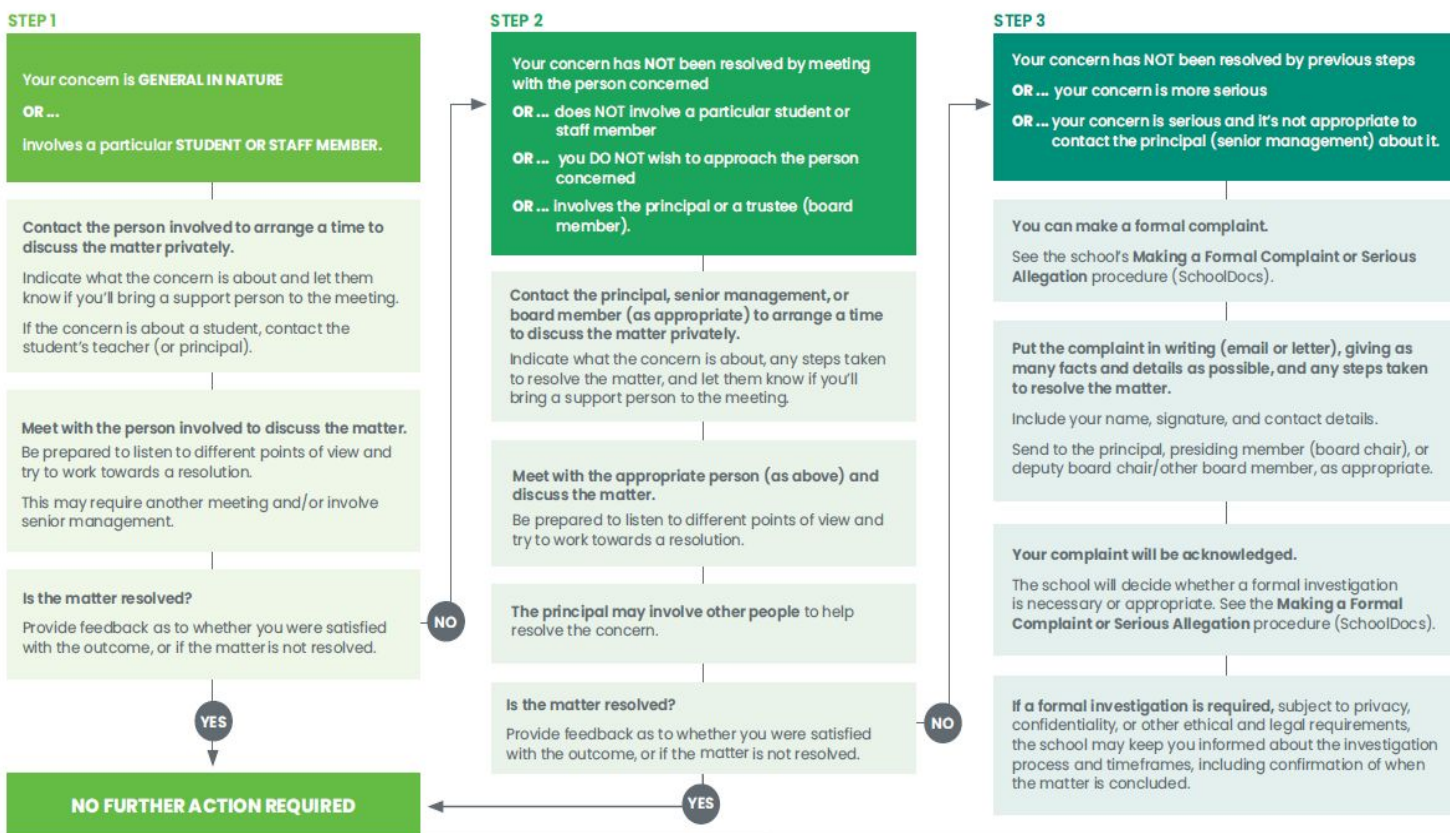 STEP 1
Your concern is GENERAL IN NATURE
OR ...
involves a particular STUDENT OR STAFF MEMBER.
Contact the person involved to arrange a time to
discuss the matter privately.
Indicate what the concern is about and let them
know if you'll bring a support person to the meeting.
If the concern is about a student, contact the
student's teacher (or principal).
Meet with the person involved to discuss the matter.
Be prepared to listen to different points of view and
try to work towards a resolution.
This may require another meeting and/or involve
senior management.
Is the matter resolved?
Provide feedback as to whether you were satisfied
with the outcome, or if the matter is not resolved.
NO
YES
NO FURTHER ACTION REQUIRED
STEP 2
Your concern has NOT been resolved by meeting
with the person concerned
OR ... does NOT involve a particular student or
staff member
OR ... you DO NOT wish to approach the person
concerned
OR ... involves the principal or a trustee (board
member).
Contact the principal, senior management, or
board member (as appropriate) to arrange a time
to discuss the matter privately.
Indicate what the concern is about, any steps taken
to resolve the matter, and let them know if you'll
bring a support person to the meeting.
Meet with the appropriate person (as above) and
discuss the matter.
Be prepared to listen to different points of view and
try to work towards a resolution.
The principal may involve other people to help
resolve the concern.
Is the matter resolved?
Provide feedback as to whether you were satisfied
with the outcome, or if the matter is not resolved.
NO
YES
STEP 3
Your concern has NOT been resolved by previous steps
OR ... your concern is more serious
OR ... your concern is serious and it's not appropriate to
contact the principal (senior management) about it.
You can make a formal complaint.
See the school's Making a Formal Complaint or Serious
Allegation procedure (SchoolDocs).
Put the complaint in writing (email or letter), giving as
many facts and details as possible, and any steps taken
to resolve the matter.
Include your name, signature, and contact details.
Send to the principal, presiding member (board chair), or
deputy board chair/other board member, as appropriate.
Your complaint will be acknowledged.
The school will decide whether a formal investigation
is necessary or appropriate. See the Making a Formal
Complaint or Serious Allegation procedure (SchoolDocs).
If a formal investigation is required, subject to privacy,
confidentiality, or other ethical and legal requirements,
the school may keep you informed about the investigation
process and timeframes, including confirmation of when
the matter is concluded.